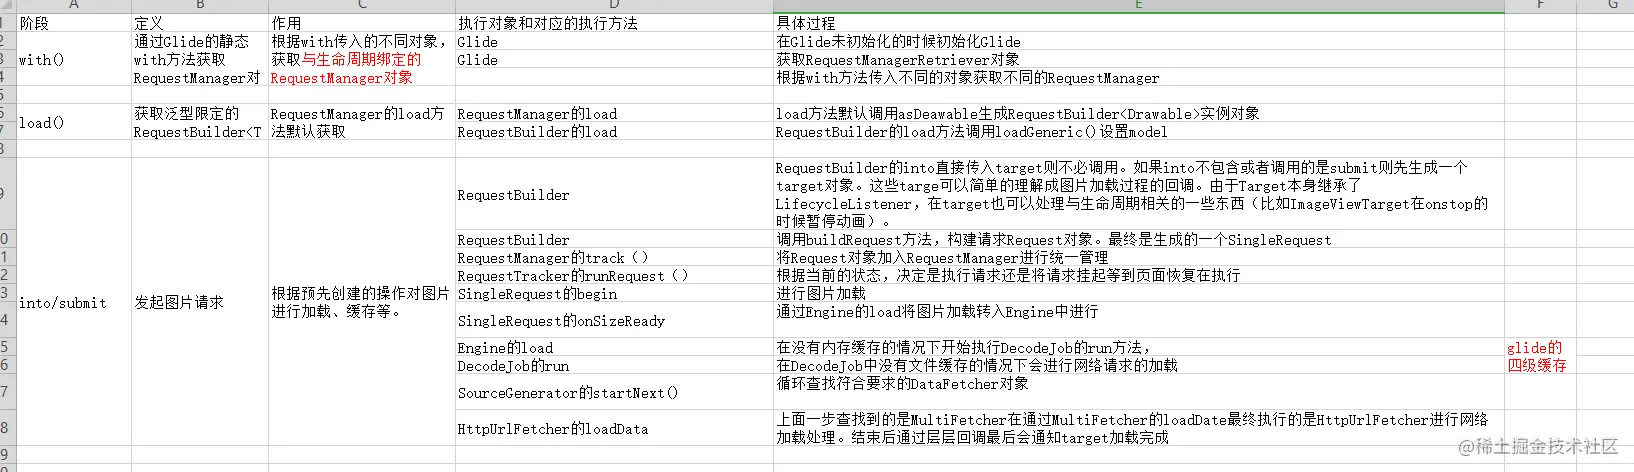 A B C D E F G
1 阶段 定义 作用 执行对象和对应的执行方法 具体过程
2 通过Glide的静态 根据with传入的不同对象, Glide 在Glide未初始化的时候初始化Glide
3 with() with方法获取 获取与生命周期绑定的 Glide 获取RequestManagerRetriever对象
4 RequestManager对 RequestManager对象 根据with方法传入不同的对象获取不同的RequestManager
5
6 load() 获取泛型限定的 RequestManager的load方 RequestManager的load load方法默认调用asDeawable生成RequestBuilder<Drawable>实例对象
7 RequestBuilder<T 法默认获取 RequestBuilder的load RequestBuilder的load方法调用loadGeneric()设置model
8
RequestBuilder的into直接传入target则不必调用。如果into不包含或者调用的是submit则先生成一个
9 RequestBuilder target对象。这些targe可以简单的理解成图片加载过程的回调。由于Target本身继承了
LifecycleListener，在target也可以处理与生命周期相关的一些东西（比如ImageViewTarget在onstop的
时候暂停动画）。
0 RequestBuilder 调用buildRequest方法，构建请求Request对象。最终是生成的一个SingleRequest
1 RequestManager的track（） 将Request对象加入RequestManager进行统一管理
2 RequestTracker的runRequest（） 根据当前的状态，决定是执行请求还是将请求挂起等到页面恢复在执行
3 into/submit 发起图片请求 根据预先创建的操作对图片 SingleRequest的begin 进行图片加载
4 进行加载、缓存等。 SingleRequest的onSizeReady 通过Engine的load将图片加载转入Engine中进行
5 Engine的load 在没有内存缓存的情况下开始执行DecodeJob的run方法， glide的
6 DecodeJob的run 在DecodeJob中没有文件缓存的情况下会进行网络请求的加载 四级缓存
7 SourceGenerator的startNext() 循环查找符合要求的DataFetcher对象
8 HttpUrlFetcher的loadData 上面一步查找到的是MultiFetcher在通过MultiFetcher的loadDate最终执行的是HttpUrlFetcher进行网络
加载处理。结束后通过层层回调最后会通知target加载完成
9
@稀土掘金技术社区